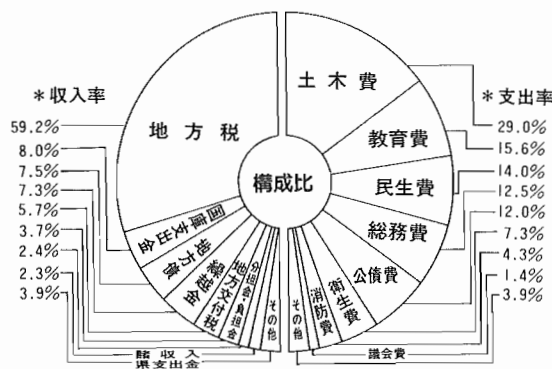 ＊収入率
59.2%
8.0%
7.5%
7.3%
5.7%
3.7%
2.4%
2.3%
3.9%
地方税
国庫支出金
地方債
繰越金
地方交付税
分担金・負担金
諸収入
県支出金
その他
構成比
＊支出率
29.0%
15.6%
14.0%
12.5%
12.0%
7.3%
4.3%
1.4%
3.9%
土木費
教育費
民生費
総務費
公債費
衛生費
消防費
議会費
その他